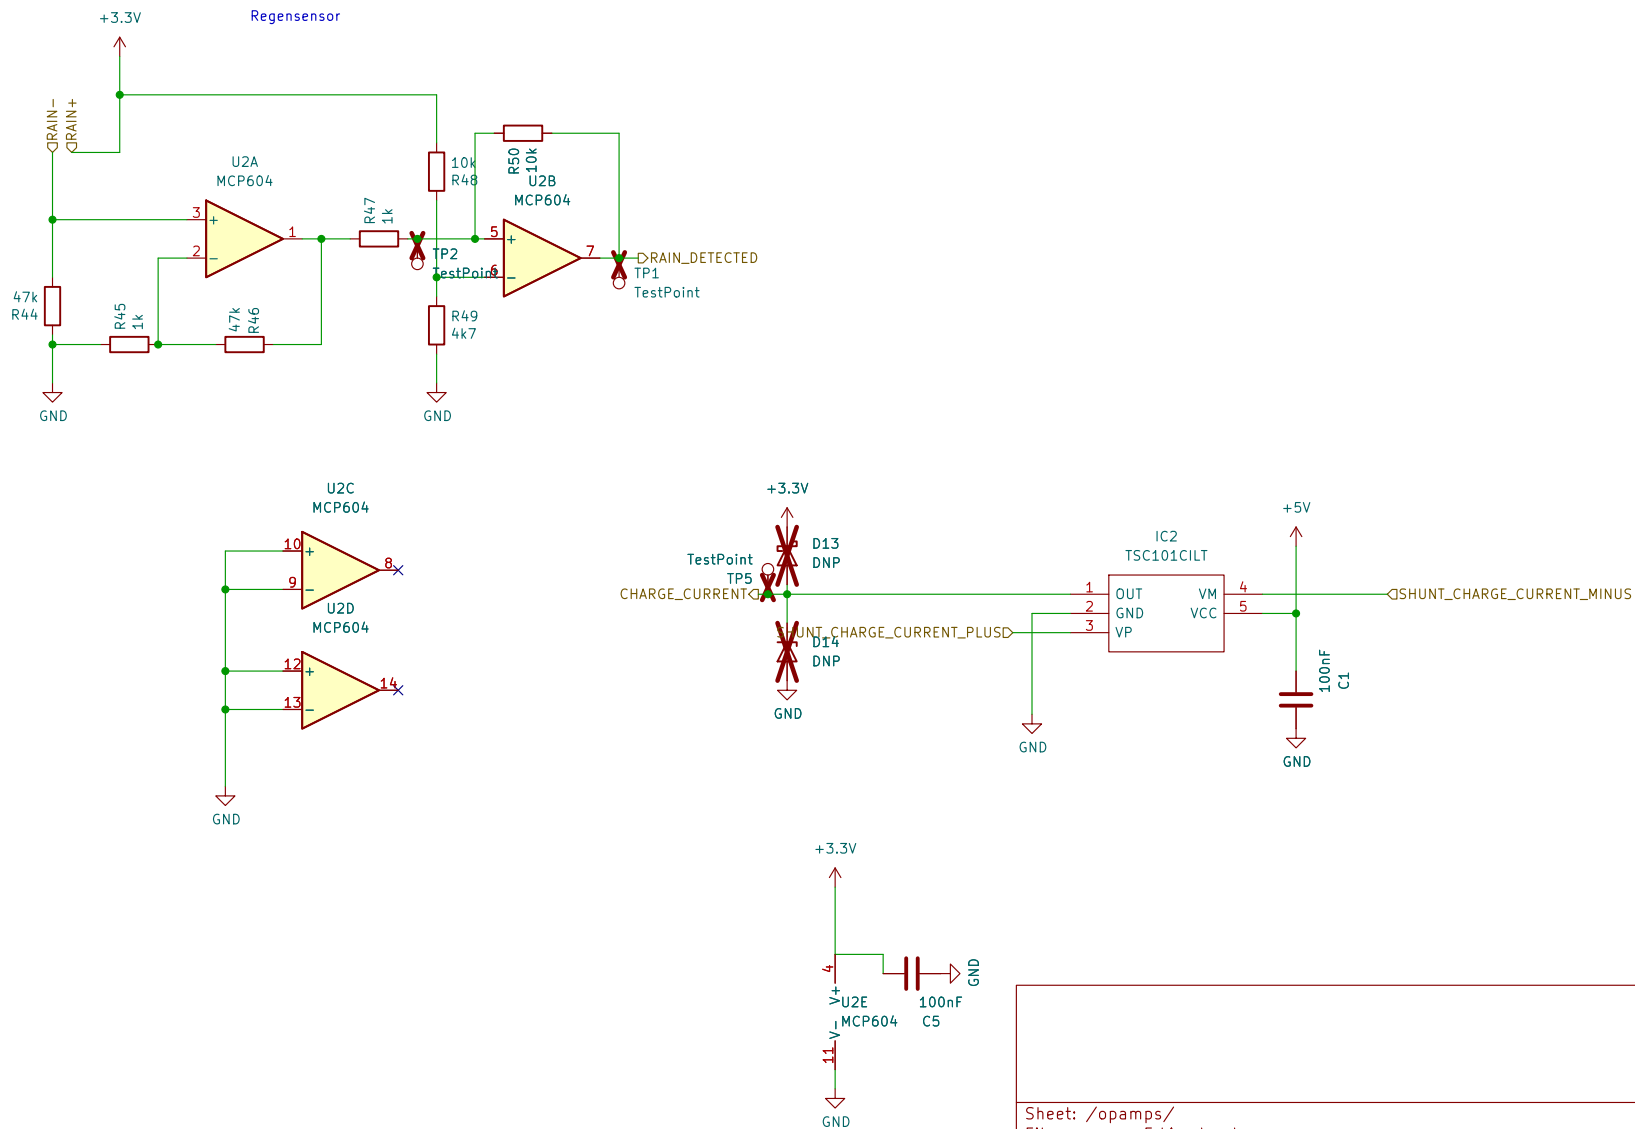 Regensensor
+3.3V
RAIN-
RAIN+
U2A
MCP604
3
+
2
-
1
47k
R44
R45
1k
47k
R46
GND
R47
1k
10k
R48
TP2
TestPoint
R49
4k7
GND
R50
10k
U2B
MCP604
5
+
6
-
7
RAIN_DETECTED
TP1
TestPoint
U2C
MCP604
10
+
9
-
8
U2D
MCP604
12
+
13
-
14
GND
+3.3V
D13
DNP
TestPoint
TP5
CHARGE_CURRENT
SHUNT_CHARGE_CURRENT_PLUS
D14
DNP
GND
GND
IC2
TSC101CILT
1
OUT
2
GND
3
VP
VM
4
VCC
5
+5V
SHUNT_CHARGE_CURRENT_MINUS
100nF
C1
GND
+3.3V
4
V+
U2E
MCP604
V-
11
GND
100nF
C5
GND
Sheet: /opamps/